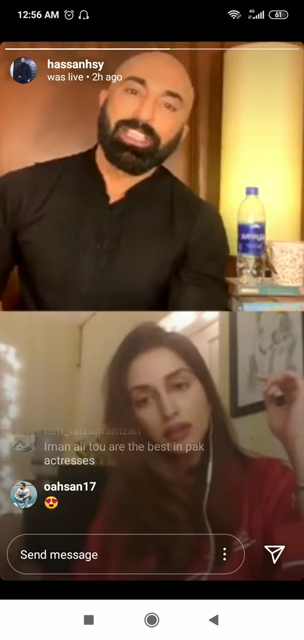 12:56 AM
4G
61
hassanhsy
was live • 2h ago
Iman ali tou are the best in pak
actresses
oahsan17
😍
Send message